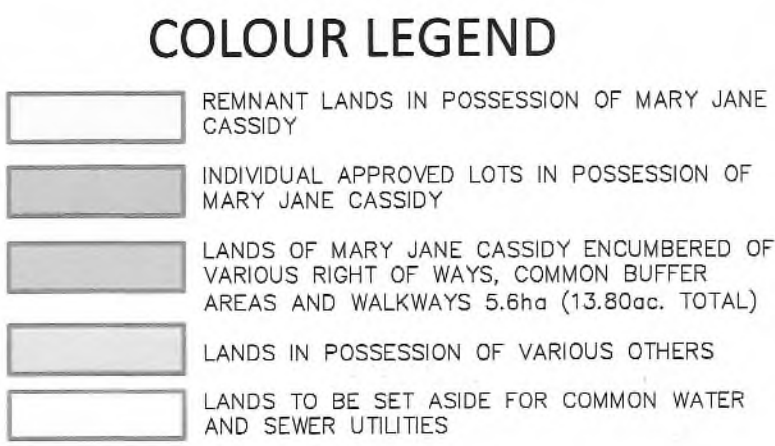 COLOUR LEGEND
REMNANT LANDS IN POSSESSION OF MARY JANE
CASSIDY
INDIVIDUAL APPROVED LOTS IN POSSESSION OF
MARY JANE CASSIDY
LANDS OF MARY JANE CASSIDY ENCUMBERED OF
VARIOUS RIGHT OF WAYS, COMMON BUFFER
AREAS AND WALKWAYS 5.6ha (13.80ac. TOTAL)
LANDS IN POSSESSION OF VARIOUS OTHERS
LANDS TO BE SET ASIDE FOR COMMON WATER
AND SEWER UTILITIES